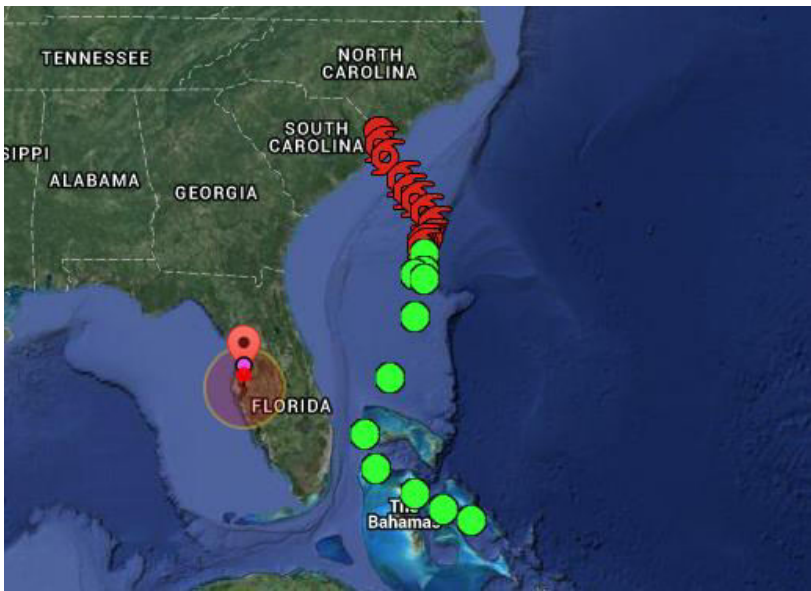 TENNESSEE
NORTH
CAROLINA
SOUTH
CAROLINA
SIPPI
ALABAMA
GEORGIA
FLORIDA
The
Bahamas